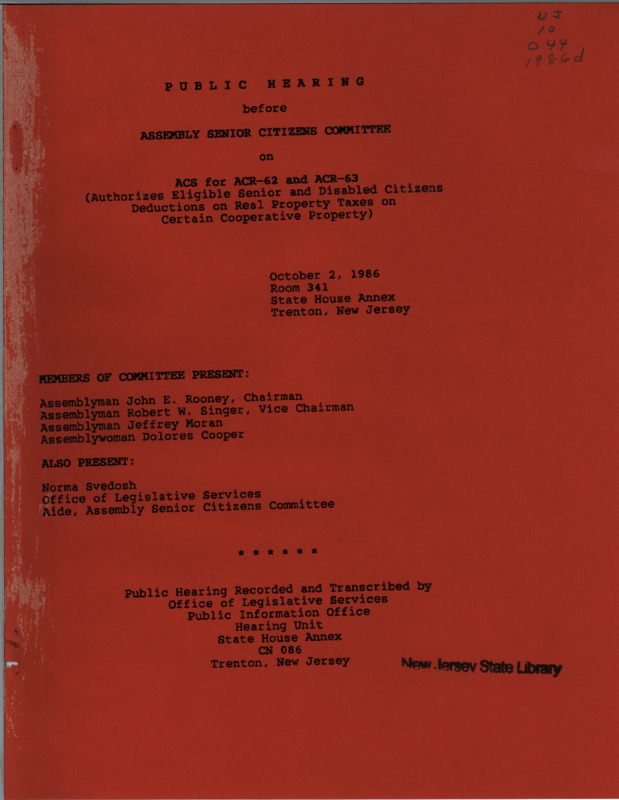 NJ
10
O44
1986d
PUBLIC HEARING
before
ASSEMBLY SENIOR CITIZENS COMMITTEE
on
ACS for ACR-62 and ACR-63
(Authorizes Eligible Senior and Disabled Citizens
Deductions on Real Property Taxes on
Certain Cooperative Property)
October 2, 1986
Room 341
State House Annex
Trenton, New Jersey
MEMBERS OF COMMITTEE PRESENT:
Assemblyman John E. Rooney, Chairman
Assemblyman Robert W. Singer, Vice Chairman
Assemblyman Jeffrey Moran
Assemblywoman Dolores Cooper
ALSO PRESENT:
Norma Svedosh
Office of Legislative Services
Aide, Assembly Senior Citizens Committee
* * * * * *
Public Hearing Recorded and Transcribed by
Office of Legislative Services
Public Information Office
Hearing Unit
State House Annex
CN 086
Trenton, New Jersey
New Jersey State Library